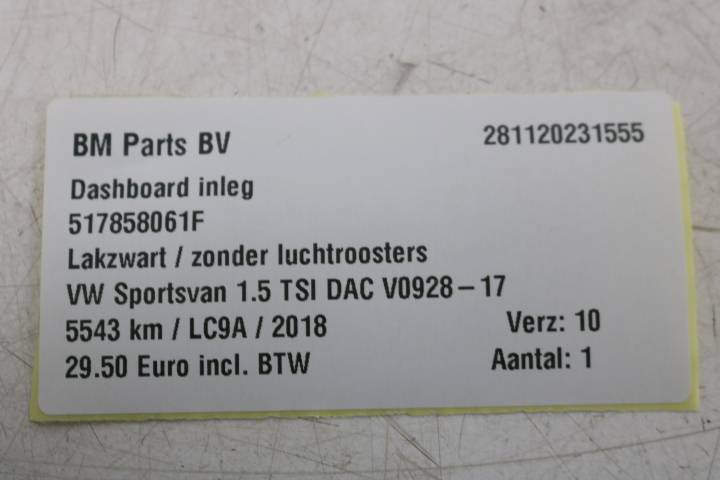 BM Parts BV 281120231555
Dashboard inleg
517858061F
Lakzwart / zonder luchtroosters
VW Sportsvan 1.5 TSI DAC V0928-17
5543 km / LC9A / 2018 Verz: 10
29.50 Euro incl. BTW Aantal: 1